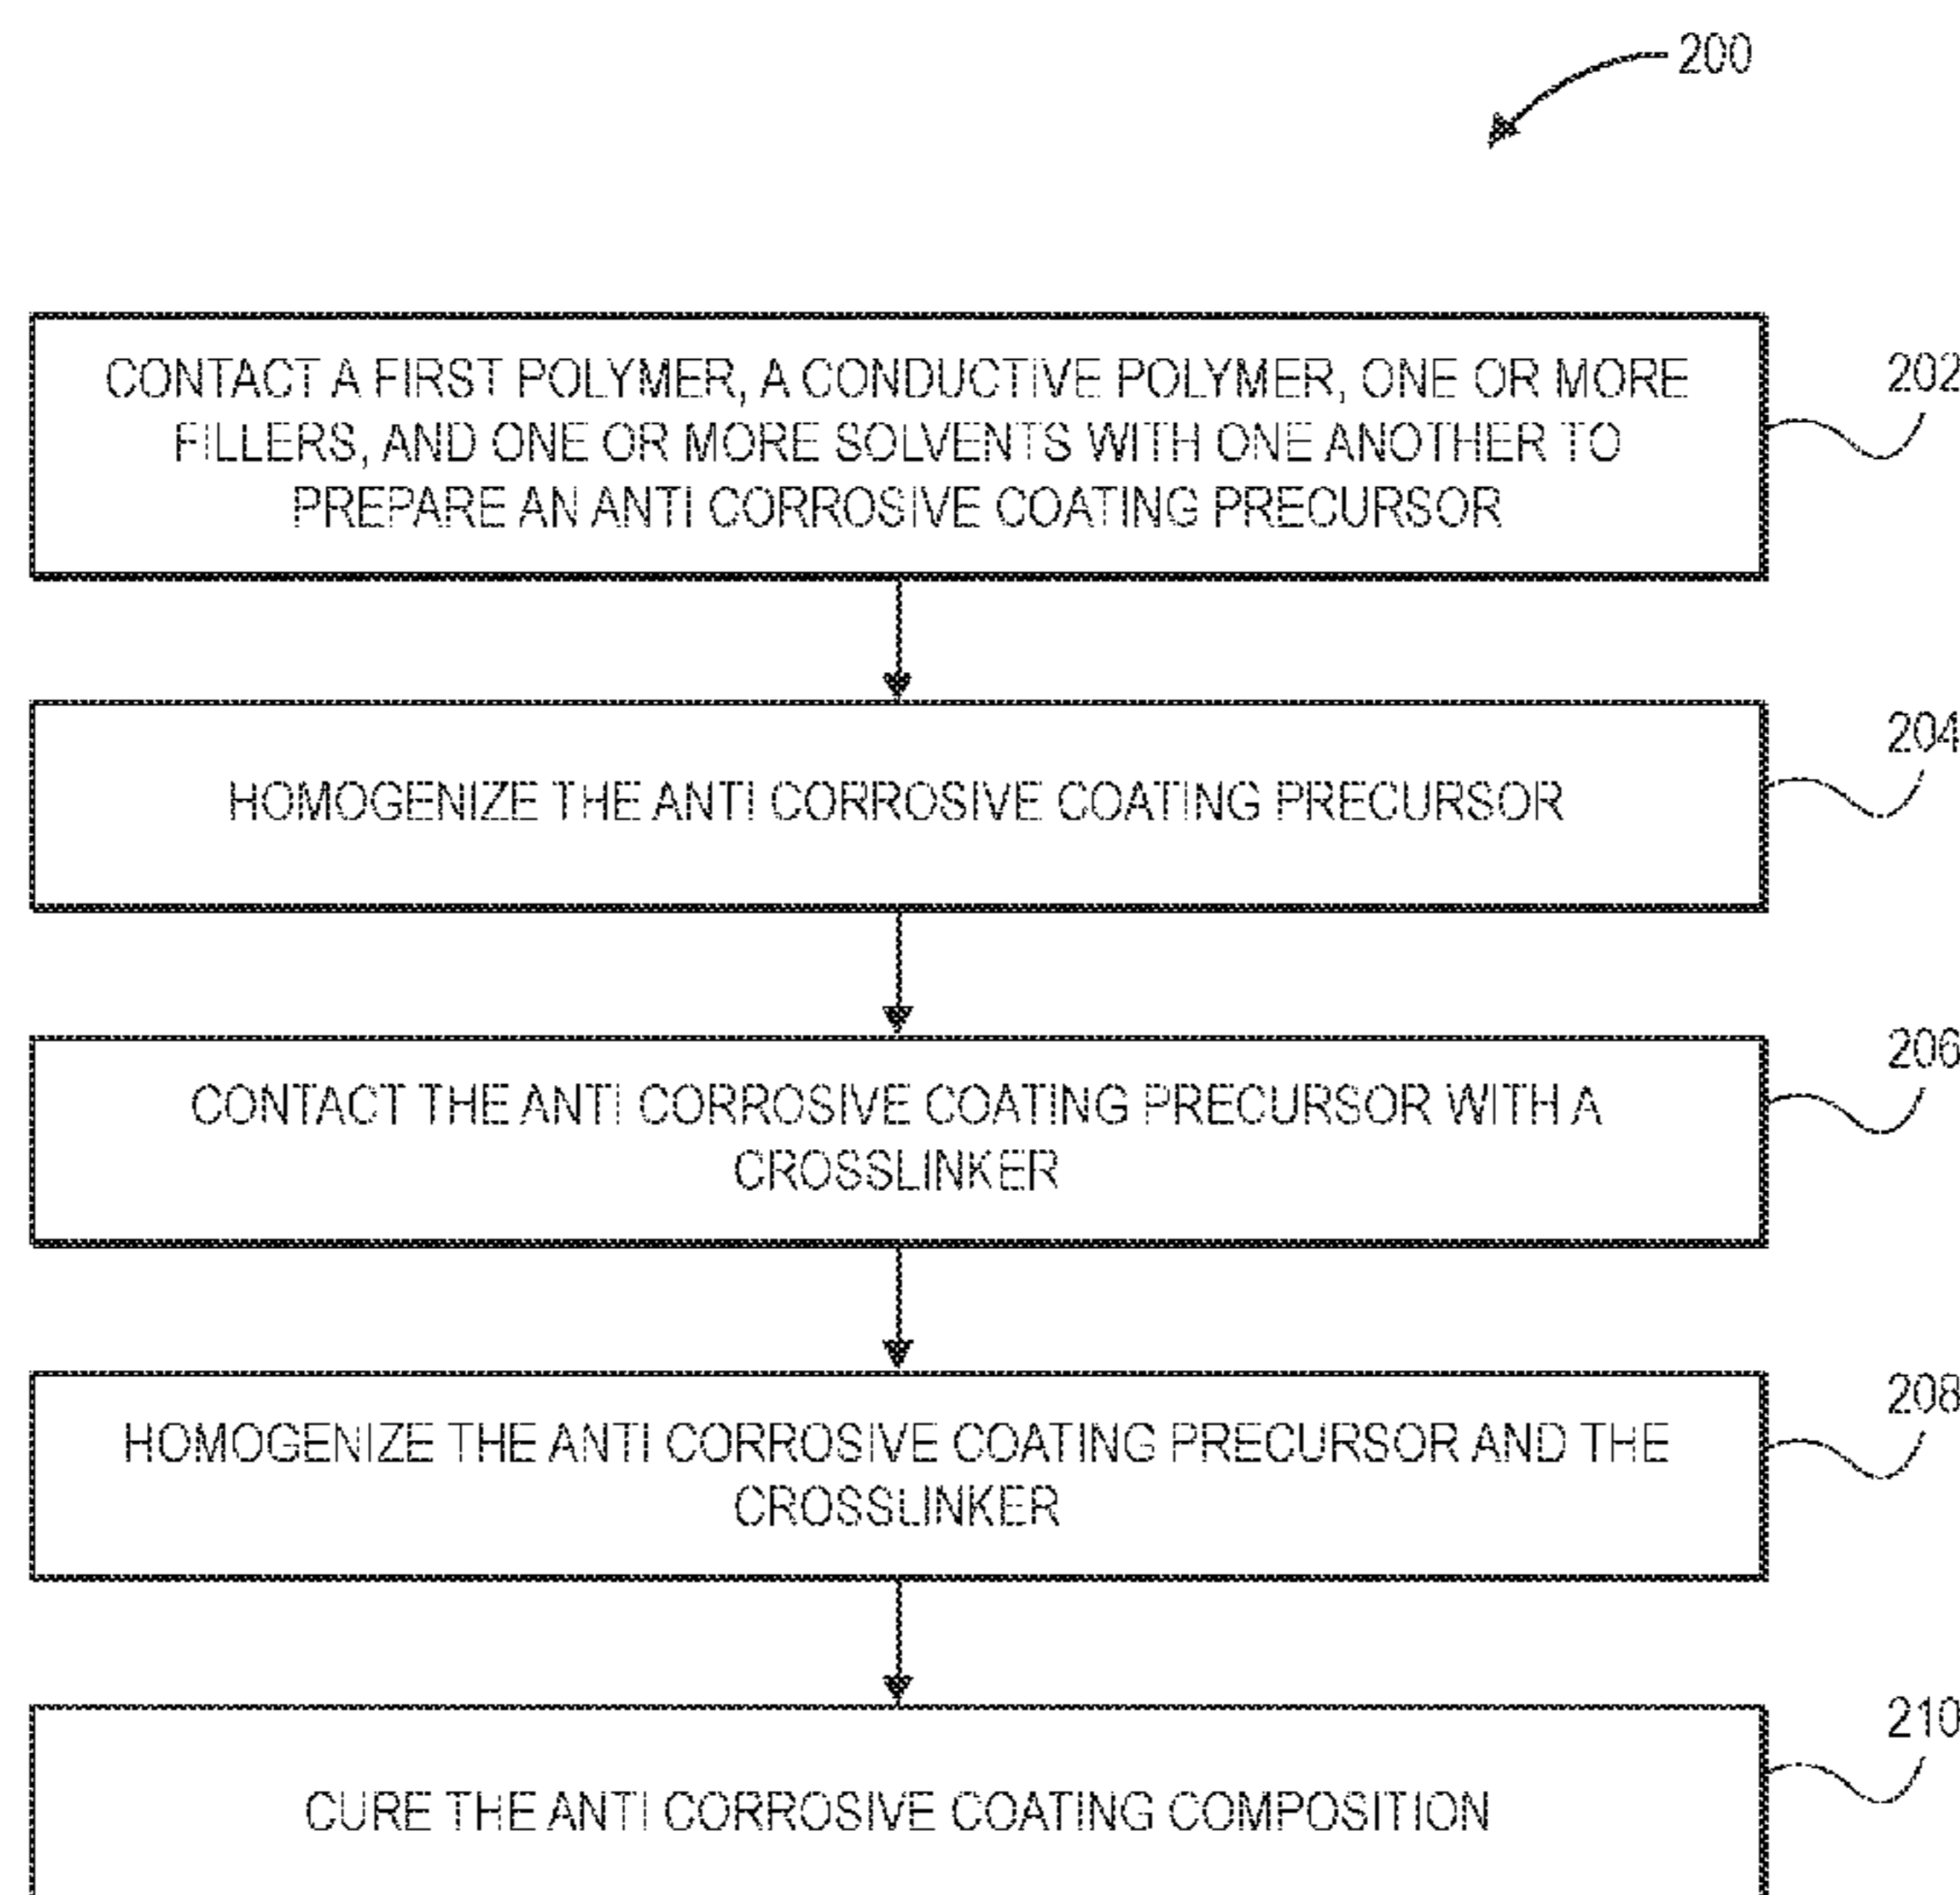 200
CONTACT A FIRST POLYMER, A CONDUCTIVE POLYMER, ONE OR MORE
FILLERS, AND ONE OR MORE SOLVENTS WITH ONE ANOTHER TO
PREPARE AN ANTI CORROSIVE COATING PRECURSOR
202
HOMOGENIZE THE ANTI CORROSIVE COATING PRECURSOR
204
CONTACT THE ANTI CORROSIVE COATING PRECURSOR WITH A
CROSSLINKER
206
HOMOGENIZE THE ANTI CORROSIVE COATING PRECURSOR AND THE
CROSSLINKER
208
CURE THE ANTI CORROSIVE COATING COMPOSITION
210